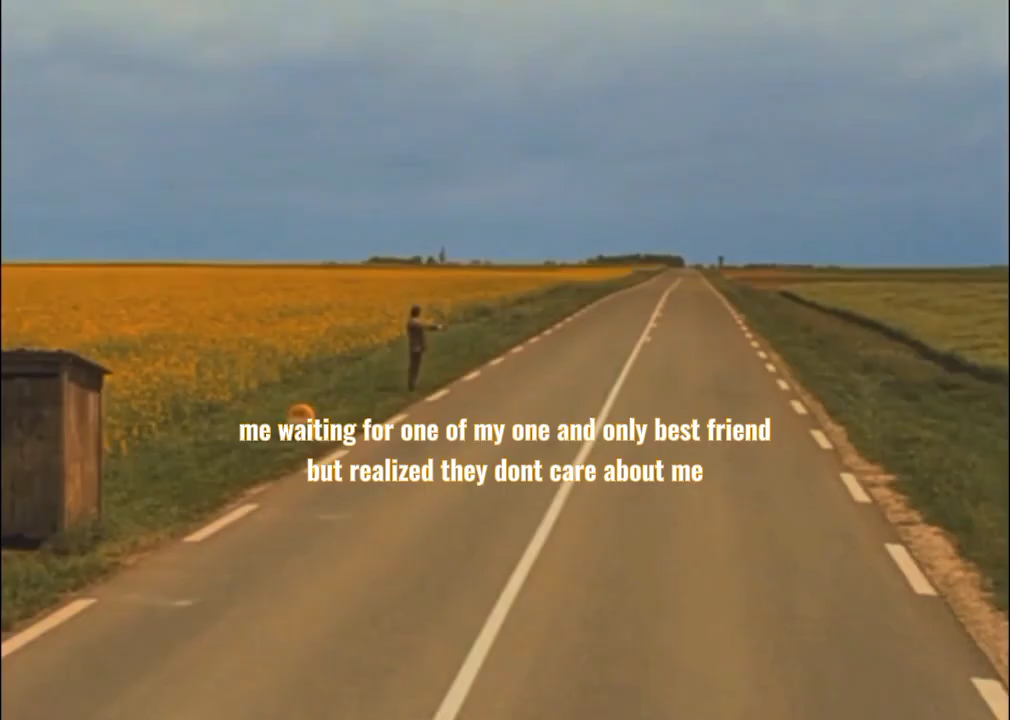 me waiting for one of my one and only best friend
but realized they dont care about me